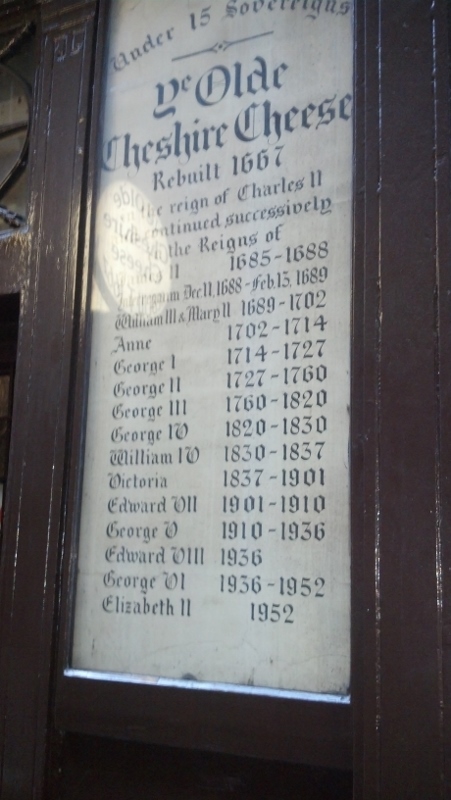 Under 15 Sovereigns
Ye Olde
Cheshire Cheese
Rebuilt 1667
reign of Charles II
continued successively
the Reigns of
II 1685-1688
Dec.11,1688-Feb.13,1689
William III & Mary II 1689-1702
Anne 1702-1714
George I 1714-1727
George II 1727-1760
George III 1760-1820
George IV 1820-1830
William IV 1830-1837
Victoria 1837-1901
Edward VII 1901-1910
George V 1910-1936
Edward VIII 1936
George VI 1936-1952
Elizabeth II 1952